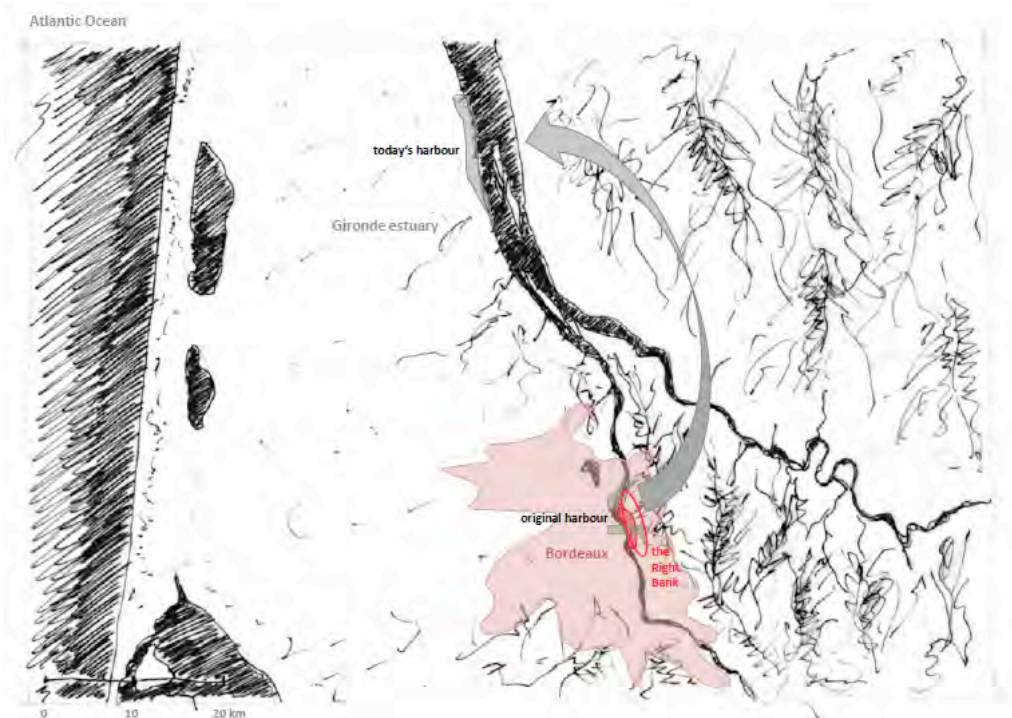 Atlantic Ocean
today's harbour
Gironde estuary
original harbour
Bordeaux
the
Right
Bank
0 10 20 km